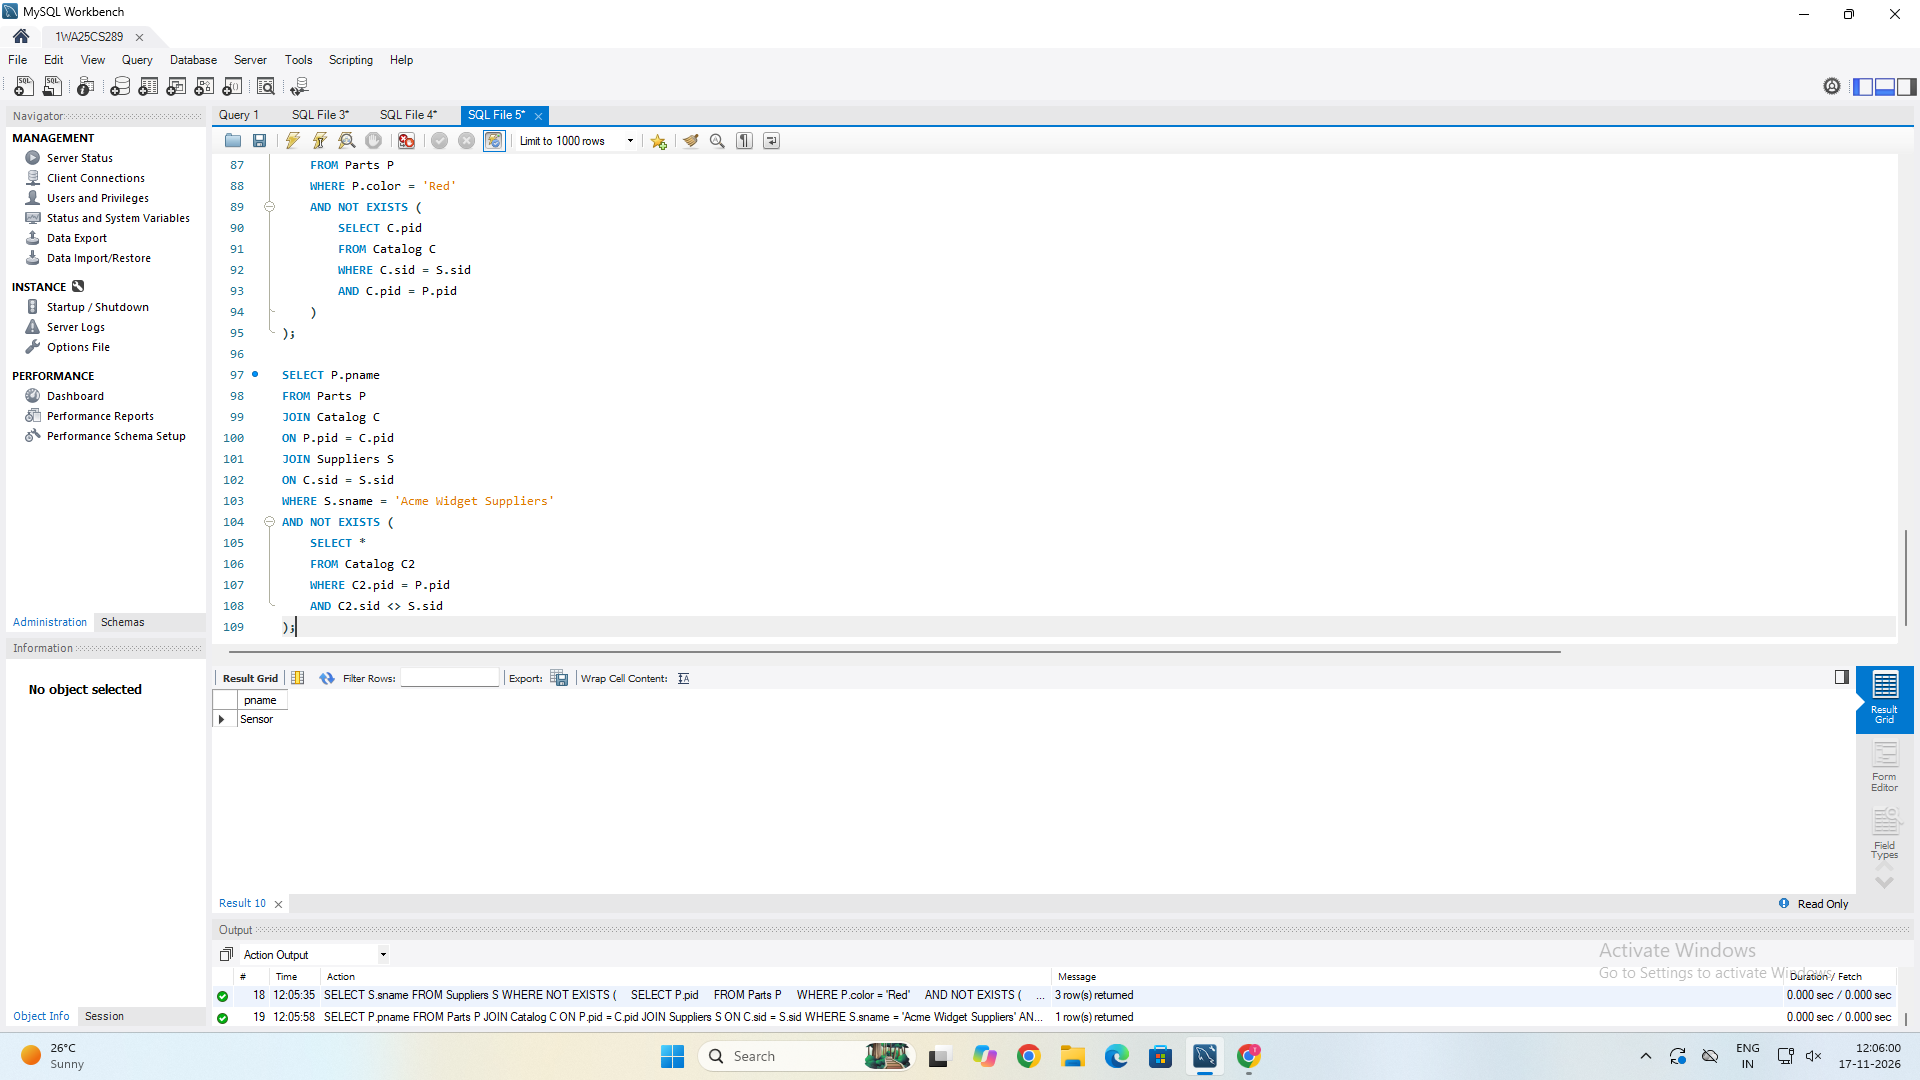 MySQL Workbench
1WA25CS289
File Edit View Query Database Server Tools Scripting Help
Navigator
MANAGEMENT
Server Status
Client Connections
Users and Privileges
Status and System Variables
Data Export
Data Import/Restore
INSTANCE
Startup / Shutdown
Server Logs
Options File
PERFORMANCE
Dashboard
Performance Reports
Performance Schema Setup
Administration Schemas
Information
No object selected
Object Info Session
Query 1 SQL File 3* SQL File 4* SQL File 5*
Limit to 1000 rows
87 FROM Parts P
88 WHERE P.color = 'Red'
89 AND NOT EXISTS (
90 SELECT C.pid
91 FROM Catalog C
92 WHERE C.sid = S.sid
93 AND C.pid = P.pid
94 )
95 );
96
97 SELECT P.pname
98 FROM Parts P
99 JOIN Catalog C
100 ON P.pid = C.pid
101 JOIN Suppliers S
102 ON C.sid = S.sid
103 WHERE S.sname = 'Acme Widget Suppliers'
104 AND NOT EXISTS (
105 SELECT *
106 FROM Catalog C2
107 WHERE C2.pid = P.pid
108 AND C2.sid <> S.sid
109 );
Result Grid Filter Rows: Export: Wrap Cell Content:
pname
Sensor
Result Grid
Form Editor
Field Types
Result 10 Read Only
Output
Action Output
# Time Action Message Duration / Fetch
18 12:05:35 SELECT S.sname FROM Suppliers S WHERE NOT EXISTS ( SELECT P.pid FROM Parts P WHERE P.color = 'Red' AND NOT EXISTS ( ... 3 row(s) returned 0.000 sec / 0.000 sec
19 12:05:58 SELECT P.pname FROM Parts P JOIN Catalog C ON P.pid = C.pid JOIN Suppliers S ON C.sid = S.sid WHERE S.sname = 'Acme Widget Suppliers' AN... 1 row(s) returned 0.000 sec / 0.000 sec
Activate Windows
Go to Settings to activate Windows.
26°C
Sunny
Search
ENG
IN
12:06:00
17-11-2026